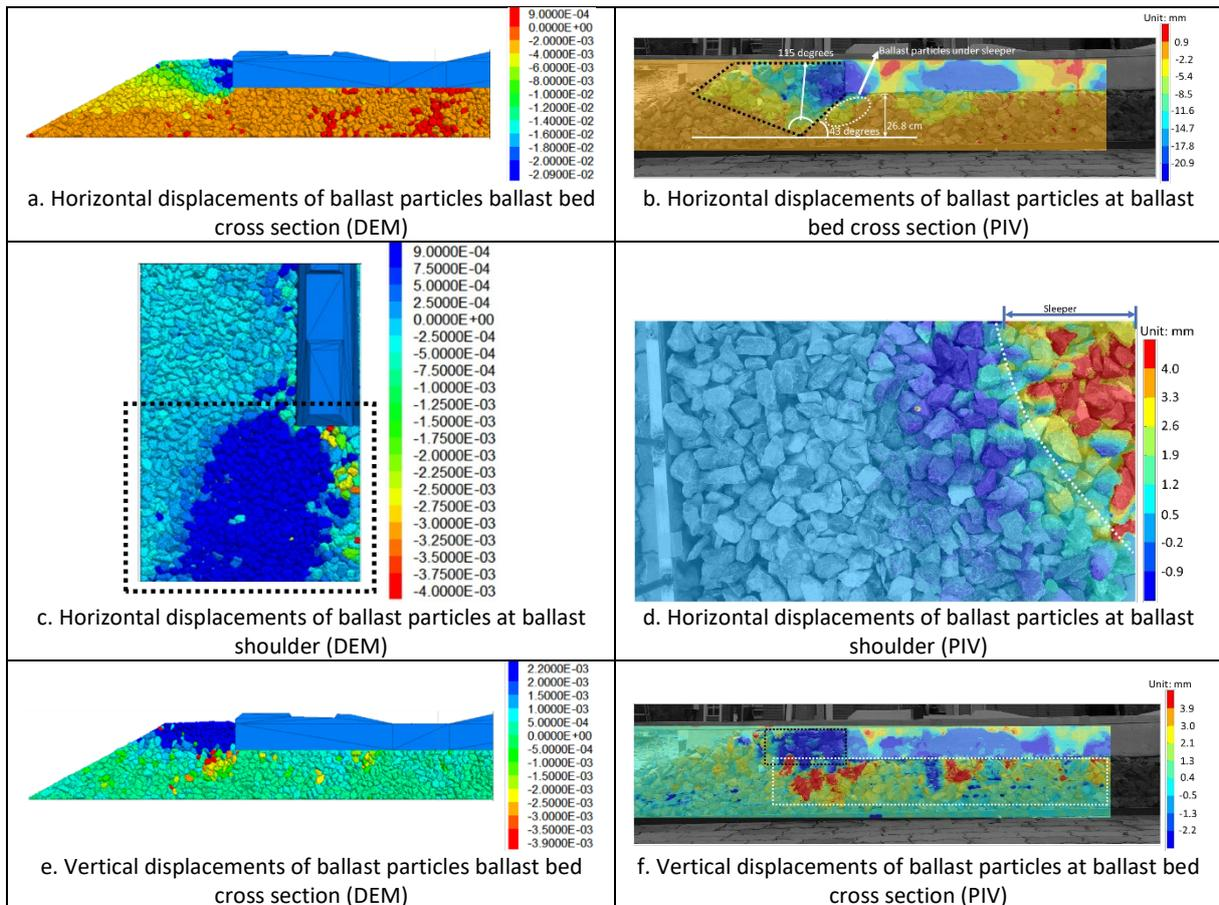 9.0000E-04
0.0000E+00
-2.0000E-03
-4.0000E-03
-6.0000E-03
-8.0000E-03
-1.0000E-02
-1.2000E-02
-1.4000E-02
-1.6000E-02
-1.8000E-02
-2.0000E-02
-2.0900E-02
a. Horizontal displacements of ballast particles ballast bed
cross section (DEM)
Unit: mm
0.9
-2.2
-5.4
-8.5
-11.6
-14.7
-17.8
-20.9
115 degrees
Ballast particles under sleeper
43 degrees
26.8 cm
b. Horizontal displacements of ballast particles at ballast
bed cross section (PIV)
9.0000E-04
7.5000E-04
5.0000E-04
2.5000E-04
0.0000E+00
-2.5000E-04
-5.0000E-04
-7.5000E-04
-1.0000E-03
-1.2500E-03
-1.5000E-03
-1.7500E-03
-2.0000E-03
-2.2500E-03
-2.5000E-03
-2.7500E-03
-3.0000E-03
-3.2500E-03
-3.5000E-03
-3.7500E-03
-4.0000E-03
c. Horizontal displacements of ballast particles at ballast
shoulder (DEM)
Sleeper
Unit: mm
4.0
3.3
2.6
1.9
1.2
0.5
-0.2
-0.9
d. Horizontal displacements of ballast particles at ballast
shoulder (PIV)
2.2000E-03
2.0000E-03
1.5000E-03
1.0000E-03
5.0000E-04
0.0000E+00
-5.0000E-04
-1.0000E-03
-1.5000E-03
-2.0000E-03
-2.5000E-03
-3.0000E-03
-3.5000E-03
-3.9000E-03
e. Vertical displacements of ballast particles ballast bed
cross section (DEM)
Unit: mm
3.9
3.0
2.1
1.3
0.4
-0.5
-1.3
-2.2
f. Vertical displacements of ballast particles at ballast bed
cross section (PIV)